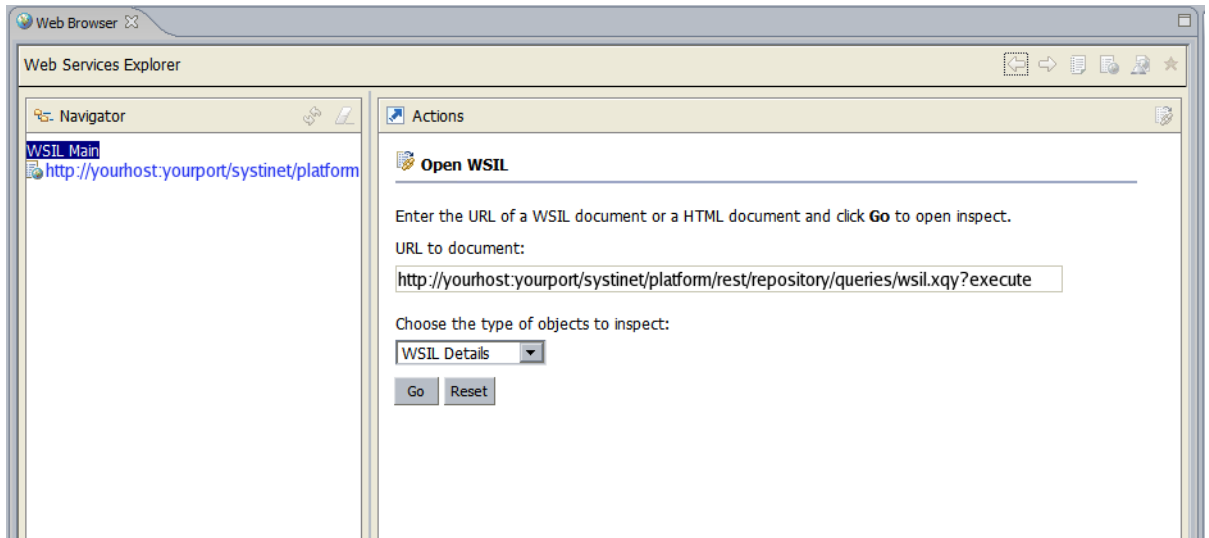 Web Browser
Web Services Explorer
Navigator
WSIL Main
http://yourhost:yourport/systinet/platform
Actions
Open WSIL
Enter the URL of a WSIL document or a HTML document and click Go to open inspect.
URL to document:
http://yourhost:yourport/systinet/platform/rest/repository/queries/wsil.xqy?execute
Choose the type of objects to inspect:
WSIL Details
Go Reset